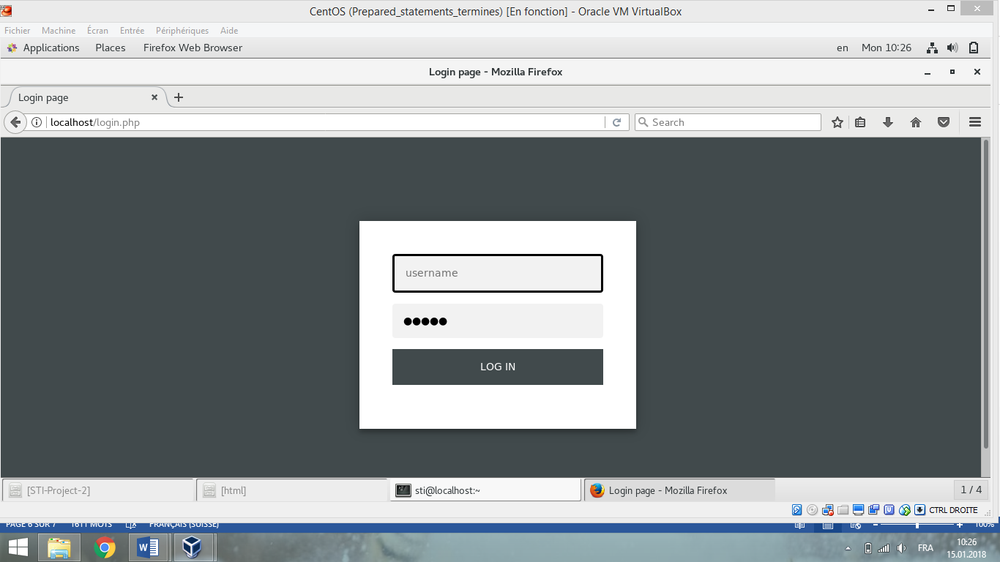 CentOS (Prepared_statements_termines) [En fonction] - Oracle VM VirtualBox
Fichier Machine Écran Entrée Périphériques Aide
Applications Places Firefox Web Browser en Mon 10:26
Login page - Mozilla Firefox
Login page
localhost/login.php Search
username
LOG IN
[STI-Project-2] [html] sti@localhost:~ Login page - Mozilla Firefox 1 / 4
CTRL DROITE
PAGE 6 SUR 7 1611 MOTS FRANÇAIS (SUISSE) 100%
FRA 10:26
15.01.2018